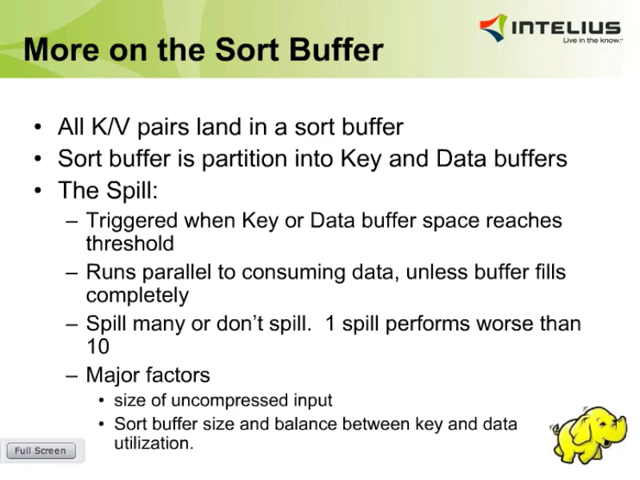 INTELIUS
Live in the know.™
More on the Sort Buffer
• All K/V pairs land in a sort buffer
• Sort buffer is partition into Key and Data buffers
• The Spill:
– Triggered when Key or Data buffer space reaches
threshold
– Runs parallel to consuming data, unless buffer fills
completely
– Spill many or don't spill.  1 spill performs worse than
10
– Major factors
• size of uncompressed input
• Sort buffer size and balance between key and data
utilization.
Full Screen